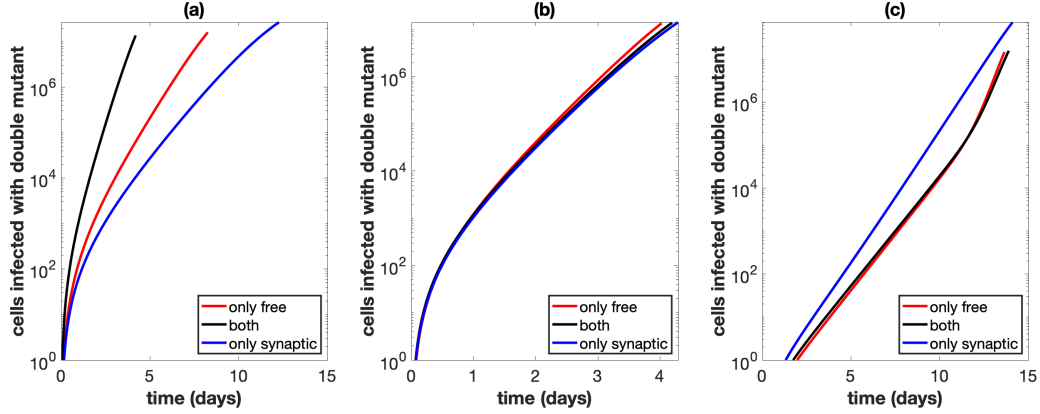 (a)
cells infected with double mutant
10^6
10^4
10^2
10^0
0
5
10
15
time (days)
only free
both
only synaptic
(b)
cells infected with double mutant
10^6
10^4
10^2
10^0
0
1
2
3
4
time (days)
only free
both
only synaptic
(c)
cells infected with double mutant
10^6
10^4
10^2
10^0
0
5
10
15
time (days)
only free
both
only synaptic